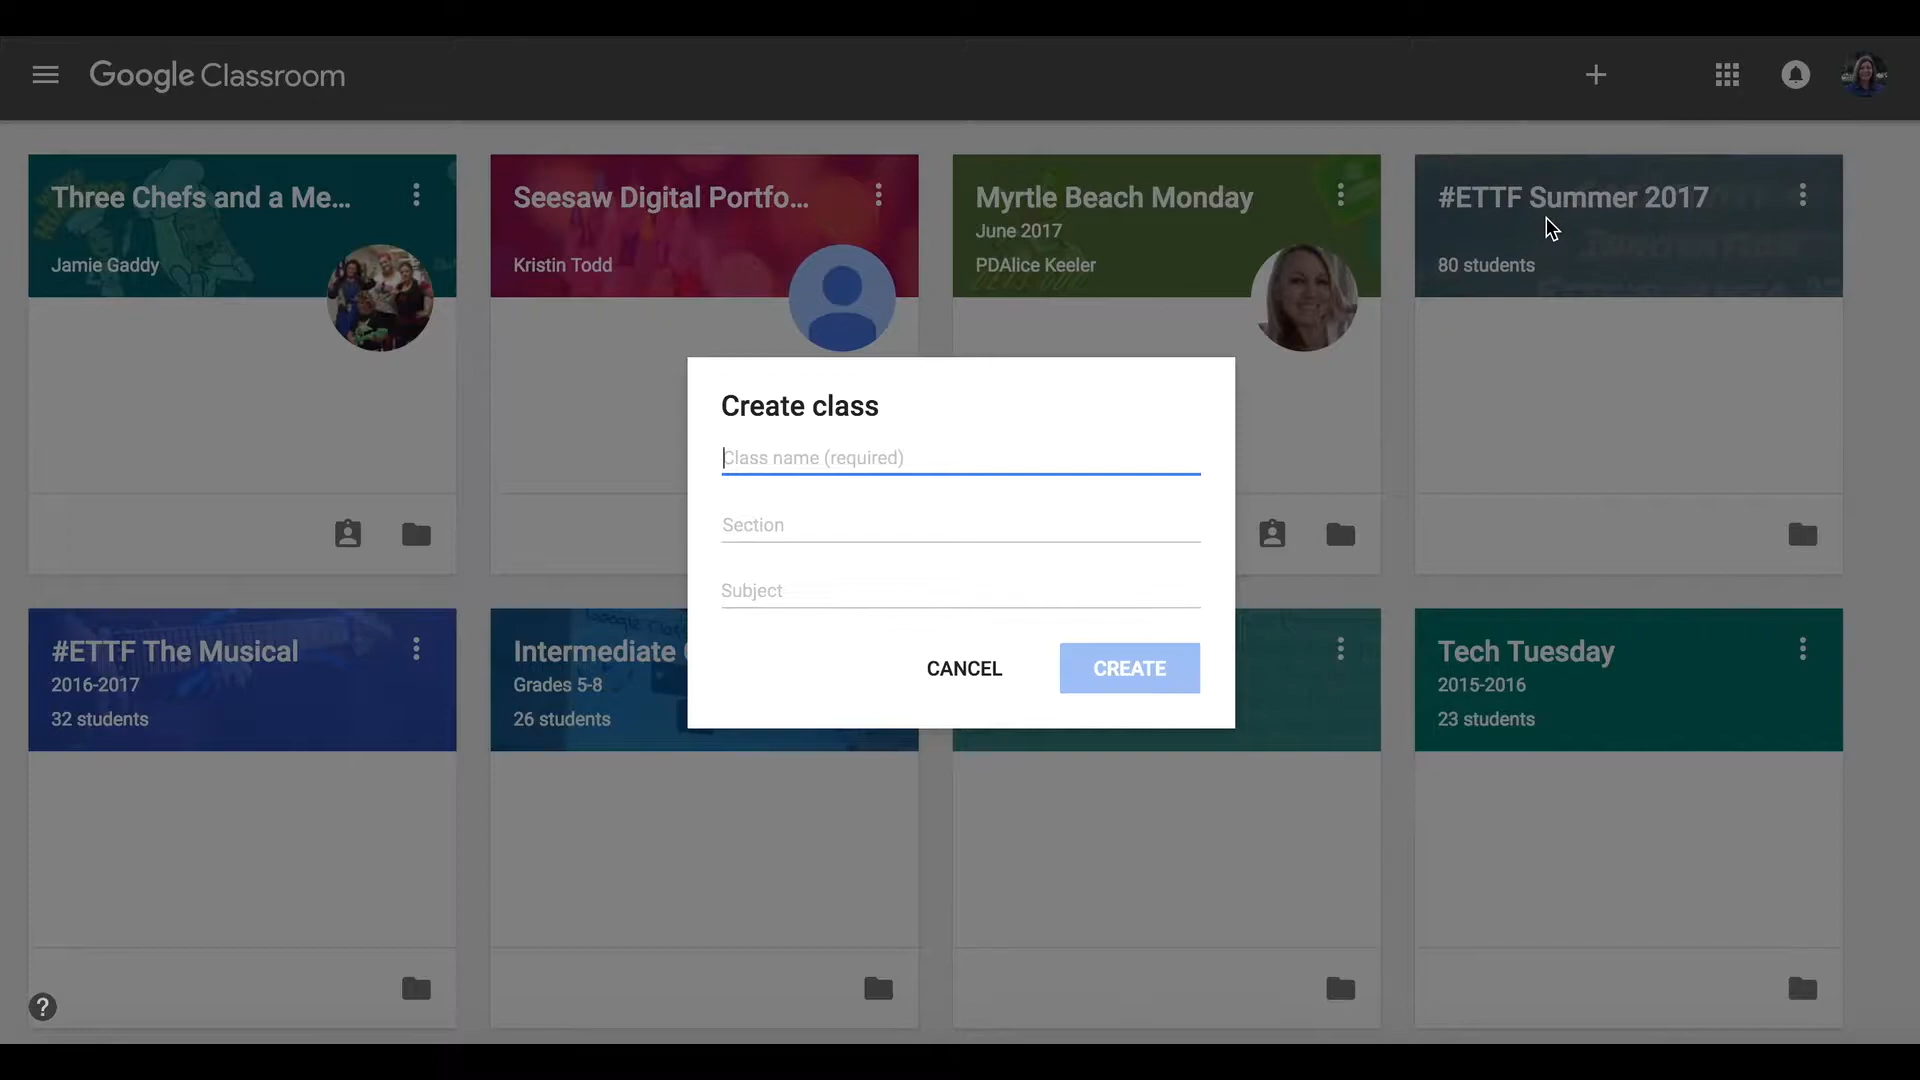 Google Classroom
Three Chefs and a Me...
Jamie Gaddy
Seesaw Digital Portfo...
Kristin Todd
Myrtle Beach Monday
June 2017
PDAlice Keeler
#ETTF Summer 2017
80 students
Create class
Class name (required)
Section
Subject
CANCEL
CREATE
#ETTF The Musical
2016-2017
32 students
Intermediate
Grades 5-8
26 students
Tech Tuesday
2015-2016
23 students
?